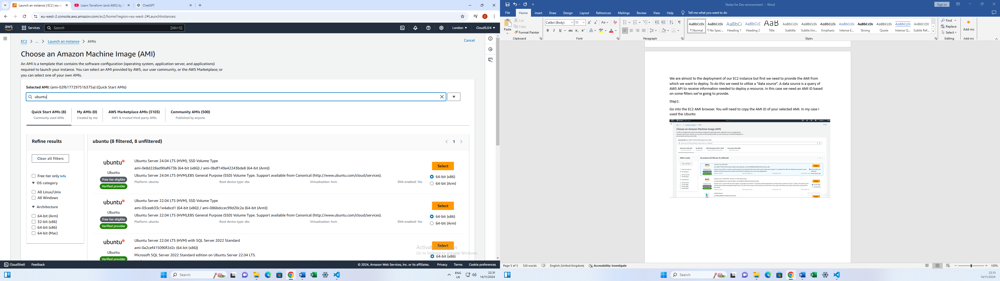 Launch an instance | EC2 | eu-w
Learn Terraform (and AWS) by
ChatGPT
eu-west-2.console.aws.amazon.com/ec2/home?region=eu-west-2#LaunchInstances:
aws
Services
Search
[Alt+S]
London
CloudSJ24
EC2
...
Launch an instance
AMIs
Cancel
Choose an Amazon Machine Image (AMI)
An AMI is a template that contains the software configuration (operating system, application server, and applications)
required to launch your instance. You can select an AMI provided by AWS, our user community, or the AWS Marketplace; or
you can select one of your own AMIs.
Selected AMI: (ami-02f617729751b375a) (Quick Start AMIs)
ubuntu
Quick Start AMIs (8)
Commonly used AMIs
My AMIs (0)
Created by me
AWS Marketplace AMIs (3103)
AWS & trusted third-party AMIs
Community AMIs (500)
Published by anyone
Refine results
Clear all filters
Free tier only Info
OS category
All Linux/Unix
All Windows
Architecture
64-bit (Arm)
32-bit (x86)
64-bit (x86)
64-bit (Mac)
ubuntu (8 filtered, 8 unfiltered)
1
ubuntu
Ubuntu
Free tier eligible
Verified provider
Ubuntu Server 24.04 LTS (HVM), SSD Volume Type
ami-0e8d228ad90af673b (64-bit (x86)) / ami-0bdf149a42243bde8 (64-bit (Arm))
Ubuntu Server 24.04 LTS (HVM),EBS General Purpose (SSD) Volume Type. Support available from Canonical (http://www.ubuntu.com/cloud/services).
Platform: ubuntu
Root device type: ebs
Virtualization: hvm
ENA enabled: Yes
Select
64-bit (x86)
64-bit (Arm)
ubuntu
Ubuntu
Free tier eligible
Verified provider
Ubuntu Server 22.04 LTS (HVM), SSD Volume Type
ami-03ceeb33c1e4abcd1 (64-bit (x86)) / ami-086bdccec99d20c2a (64-bit (Arm))
Ubuntu Server 22.04 LTS (HVM),EBS General Purpose (SSD) Volume Type. Support available from Canonical (http://www.ubuntu.com/cloud/services).
Platform: ubuntu
Root device type: ebs
Virtualization: hvm
ENA enabled: Yes
Select
64-bit (x86)
64-bit (Arm)
ubuntu
Ubuntu
Verified provider
Ubuntu Server 22.04 LTS (HVM) with SQL Server 2022 Standard
ami-0a2cef415090f2d2c (64-bit (x86))
Microsoft SQL Server 2022 Standard edition on Ubuntu Server 22.04 LTS.
Select
64-bit (x86)
Activate Windows
Go to Settings to activate Windows.
CloudShell
Feedback
© 2024, Amazon Web Services, Inc. or its affiliates.
Privacy
Terms
Cookie preferences
Search
ENG
UK
22:31
14/11/2024
Notes for Dev environment - Word
Sign in
File
Home
Insert
Draw
Design
Layout
References
Mailings
Review
View
Help
Tell me what you want to do
Paste
Cut
Copy
Format Painter
Clipboard
Calibri (Body)
11
Font
Paragraph
AaBbCcDc
¶ Normal
AaBbCcDc
¶ No Spac...
AaBbCc
Heading 1
AaBbCcD
Heading 2
AaB
Title
AaBbCcD
Subtitle
AaBbCcDc
Subtle Em...
AaBbCcDc
Emphasis
AaBbCcDc
Intense E...
AaBbCcDc
Strong
AaBbCcDc
Quote
AaBbCcDc
Intense Q...
AaBbCcDc
Subtle Ref...
Styles
Find
Replace
Select
Editing
Add-ins
Add-ins
We are almost to the deployment of our EC2 instance but first we need to provide the AMI from
which we want to deploy. To do this we need to utilize a “data source”. A data source is a query of
AWS API to receive information needed to deploy a resource. In this case we need an AMI ID based
on some filters we’re going to provide.
Step1:
Go into the EC2 AMI browser. You will need to copy the AMI ID of your selected AMI. In my case I
used the Ubunto
Choose an Amazon Machine Image (AMI)
Refine results
All products (45 filtered, 45 unfiltered)
aws
aws
Page 5 of 5
526 words
English (United Kingdom)
Accessibility: Investigate
100%
Search
22:31
14/11/2024